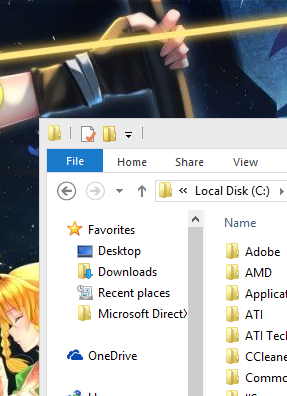 File Home Share View
« Local Disk (C:)
Name
Favorites
Desktop
Downloads
Recent places
Microsoft DirectX
OneDrive
Adobe
AMD
Applicat
ATI
ATI Tec
CCleane
Commo